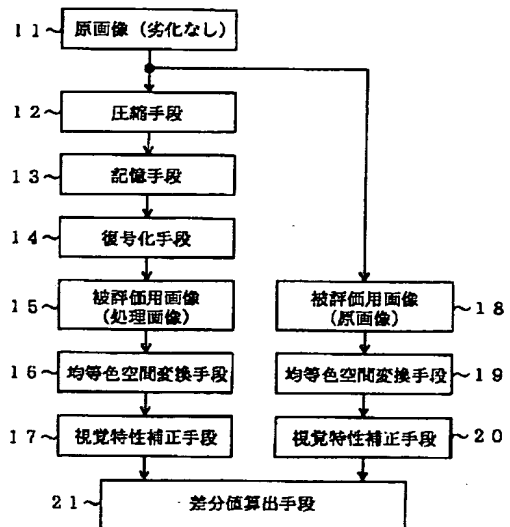 11 原画像 (劣化なし)
12 圧縮手段
13 記憶手段
14 復号化手段
15 被評価用画像
(処理画像)
被評価用画像 18
(原画像)
16 均等色空間変換手段
均等色空間変換手段 19
17 視覚特性補正手段
視覚特性補正手段 20
21 差分値算出手段